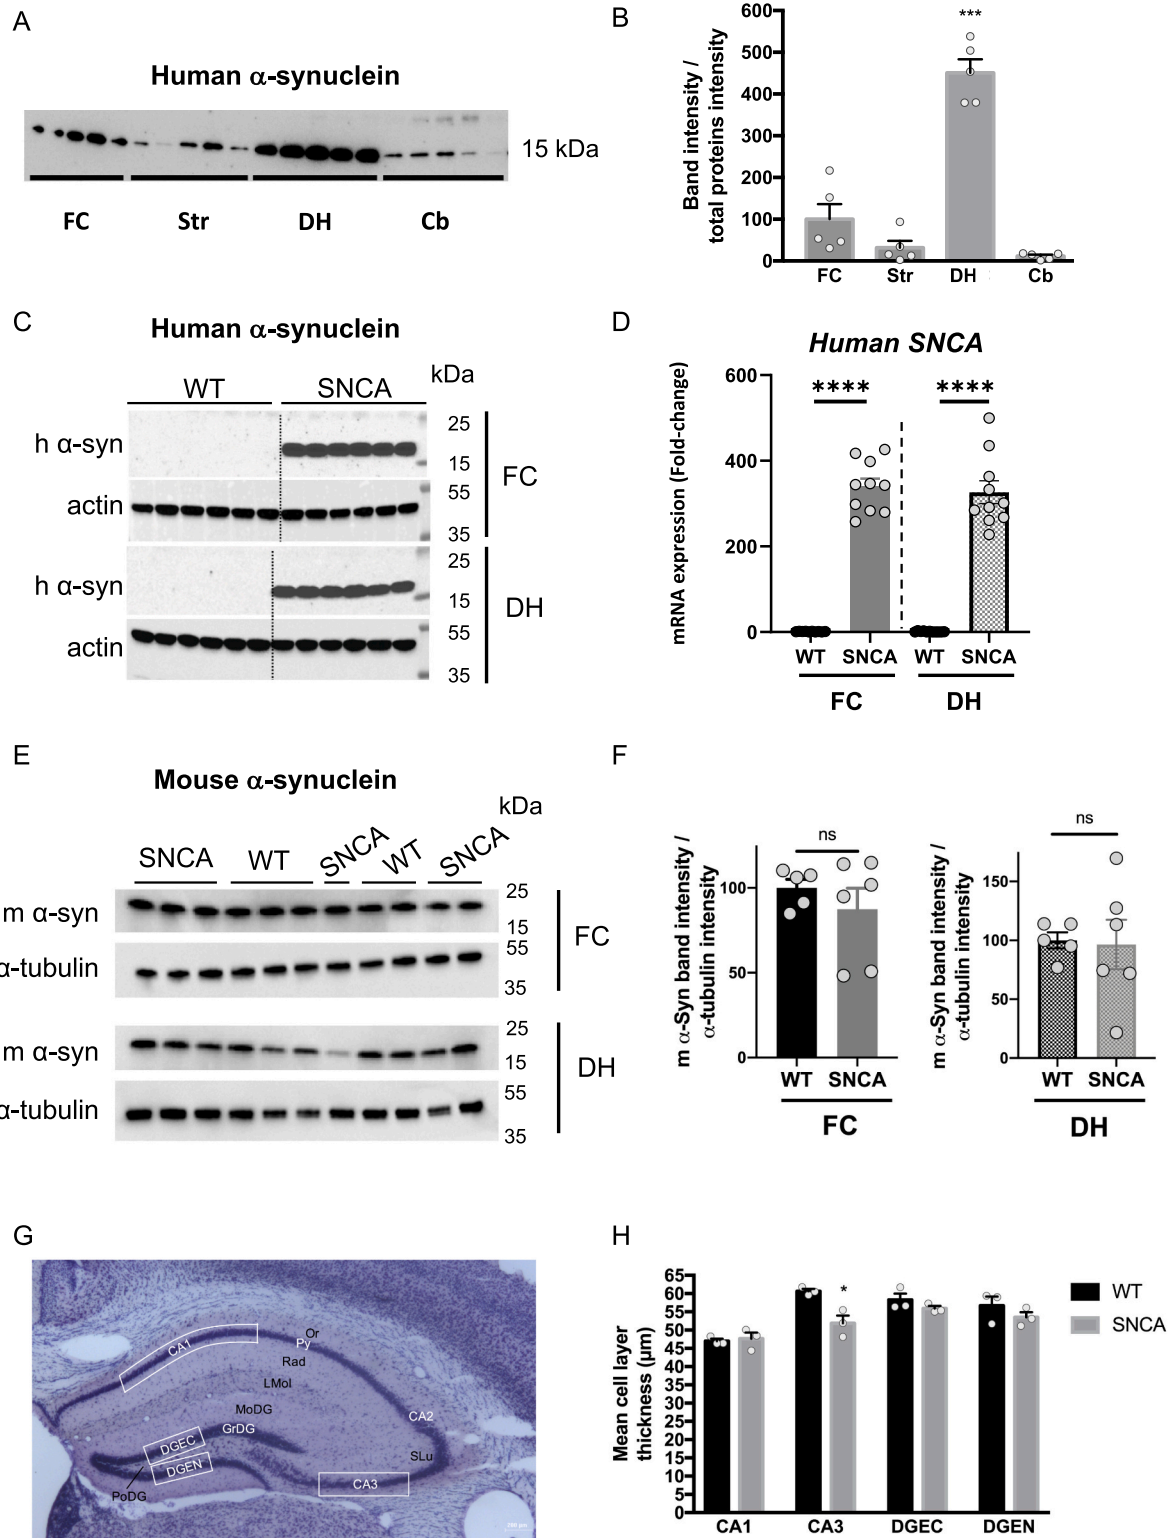 A
Human α-synuclein
15 kDa
FC Str DH Cb
B
Band intensity /
total proteins intensity
600
500
400
300
200
100
0
***
FC Str DH Cb
C
Human α-synuclein
WT SNCA kDa
h α-syn
25
15
actin
55
35
FC
h α-syn
25
15
actin
55
35
DH
D
Human SNCA
mRNA expression (Fold-change)
600
400
200
0
**** ****
WT SNCA WT SNCA
FC DH
E
Mouse α-synuclein
kDa
SNCA WT SNCA WT SNCA
m α-syn
25
15
α-tubulin
55
35
FC
m α-syn
25
15
α-tubulin
55
35
DH
F
m α-Syn band intensity /
α-tubulin intensity
100
50
0
ns
WT SNCA
FC
m α-Syn band intensity /
α-tubulin intensity
150
100
50
0
ns
WT SNCA
DH
G
CA1
Or
Py
Rad
LMol
MoDG
GrDG
CA2
DGEC
DGEN
SLu
PoDG
CA3
H
Mean cell layer
thickness (µm)
65
60
55
50
45
40
35
30
25
20
15
10
5
0
*
CA1 CA3 DGEC DGEN
WT
SNCA